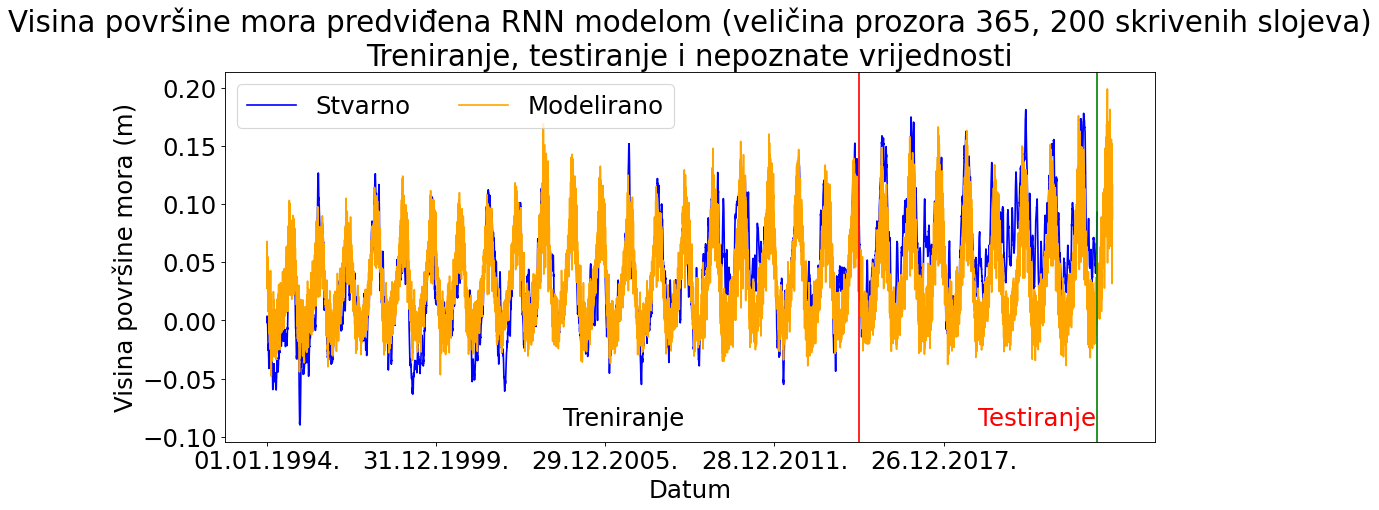 Visina površine mora predviđena RNN modelom (veličina prozora 365, 200 skrivenih slojeva)
Treniranje, testiranje i nepoznate vrijednosti
Stvarno Modelirano
Visina površine mora (m)
0.20
0.15
0.10
0.05
0.00
−0.05
−0.10
Treniranje
Testiranje
01.01.1994. 31.12.1999. 29.12.2005. 28.12.2011. 26.12.2017.
Datum